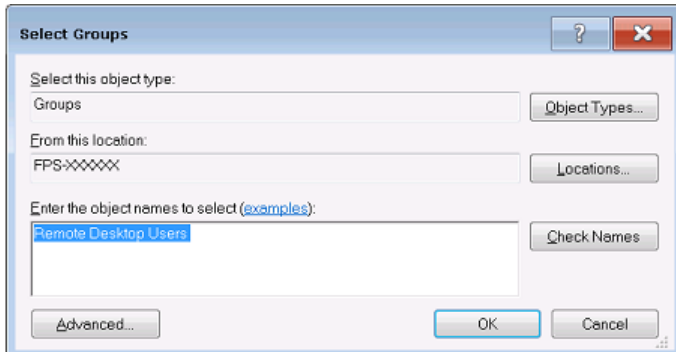 Select Groups
Select this object type:
Groups
Object Types...
From this location:
FPS-XXXXXX
Locations...
Enter the object names to select (examples):
Remote Desktop Users
Check Names
Advanced...
OK
Cancel